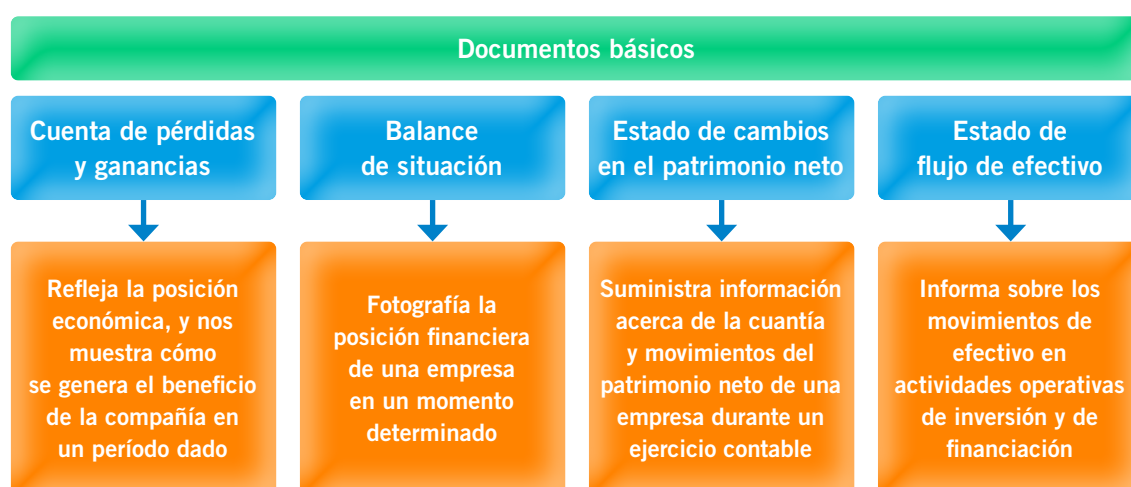 Documentos básicos
Cuenta de pérdidas
y ganancias
Balance
de situación
Estado de cambios
en el patrimonio neto
Estado de
flujo de efectivo
Refleja la posición
económica, y nos
muestra cómo
se genera el beneficio
de la compañía en
un período dado
Fotografía la
posición financiera
de una empresa
en un momento
determinado
Suministra información
acerca de la cuantía
y movimientos del
patrimonio neto de una
empresa durante un
ejercicio contable
Informa sobre los
movimientos de
efectivo en
actividades operativas
de inversión y de
financiación